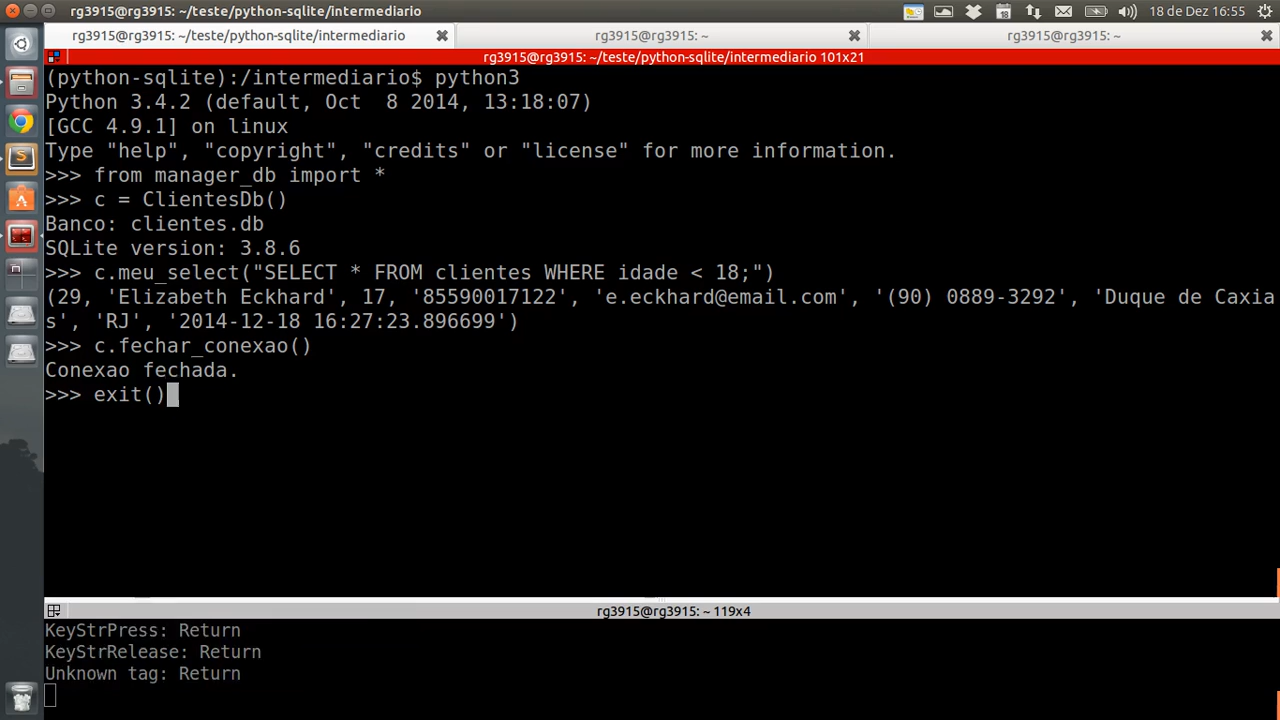 rg3915@rg3915: ~/teste/python-sqlite/intermediario
18 de Dez 16:55
rg3915@rg3915: ~/teste/python-sqlite/intermediario
rg3915@rg3915: ~
rg3915@rg3915: ~
rg3915@rg3915: ~/teste/python-sqlite/intermediario 101x21
(python-sqlite):/intermediario$ python3
Python 3.4.2 (default, Oct  8 2014, 13:18:07)
[GCC 4.9.1] on linux
Type "help", "copyright", "credits" or "license" for more information.
>>> from manager_db import *
>>> c = ClientesDb()
Banco: clientes.db
SQLite version: 3.8.6
>>> c.meu_select("SELECT * FROM clientes WHERE idade < 18;")
(29, 'Elizabeth Eckhard', 17, '85590017122', 'e.eckhard@email.com', '(90) 0889-3292', 'Duque de Caxia
s', 'RJ', '2014-12-18 16:27:23.896699')
>>> c.fechar_conexao()
Conexao fechada.
>>> exit()
rg3915@rg3915: ~ 119x4
KeyStrPress: Return
KeyStrRelease: Return
Unknown tag: Return